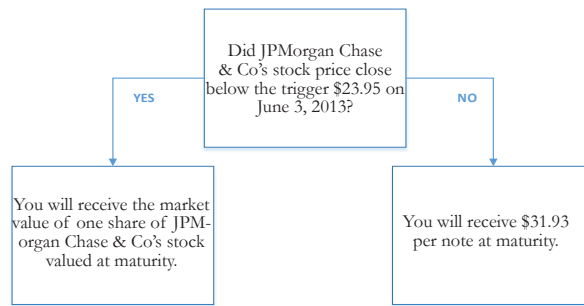 Did JPMorgan Chase
& Co's stock price close
below the trigger $23.95 on
June 3, 2013?
YES
NO
You will receive the market
value of one share of JPM-
organ Chase & Co's stock
valued at maturity.
You will receive $31.93
per note at maturity.